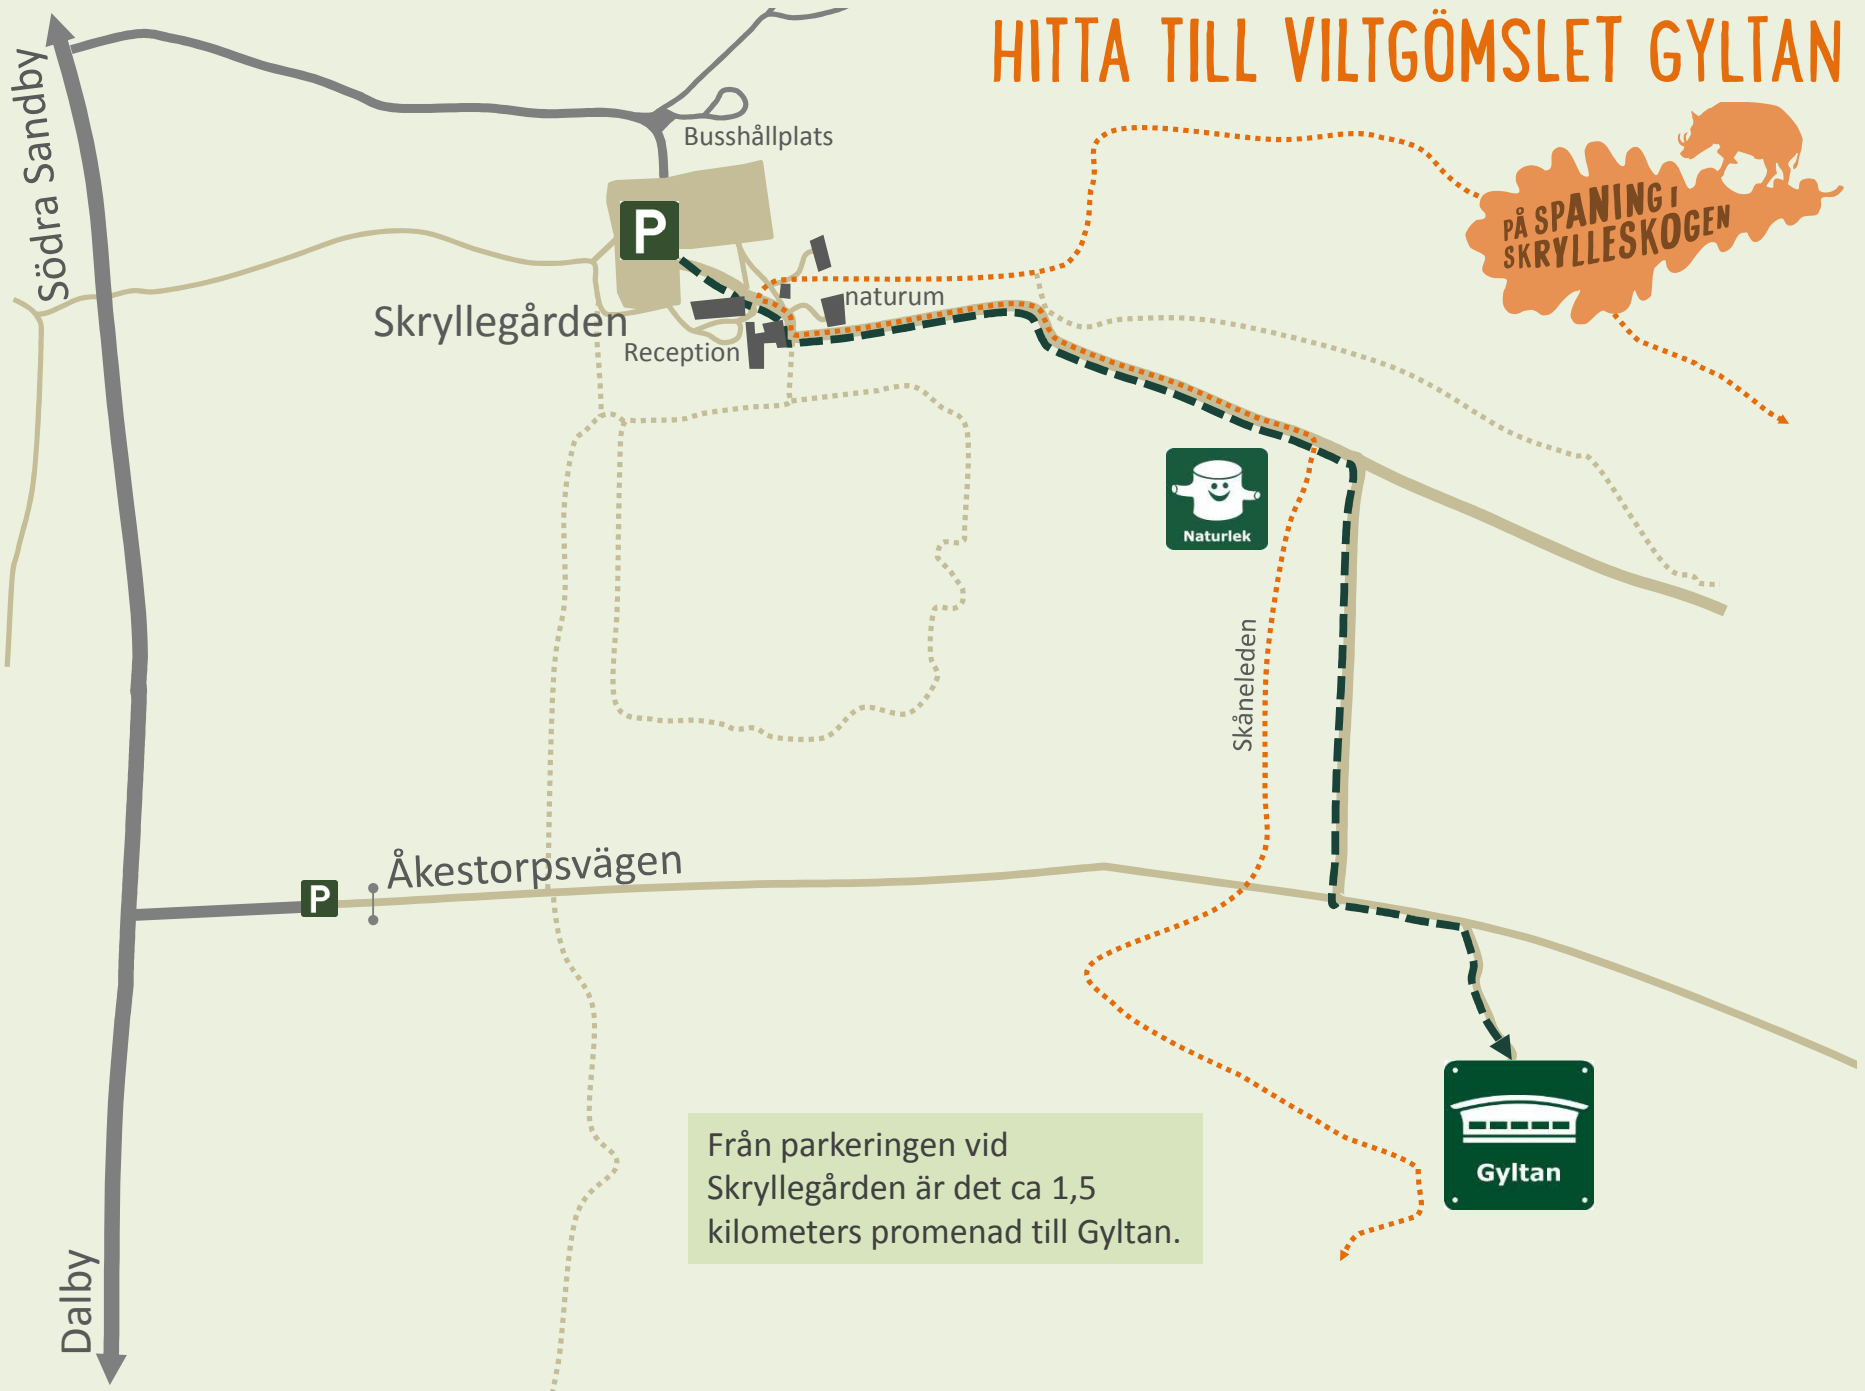 HITTA TILL VILTGÖMSLET GYLTAN
Södra Sandby
Busshållplats
PÅ SPANING I
SKRYLLESKOGEN
P
naturum
Skryllegården
Reception
Naturlek
Skåneleden
Åkestorpsvägen
P
Från parkeringen vid
Skryllegården är det ca 1,5
kilometers promenad till Gyltan.
Gyltan
Dalby